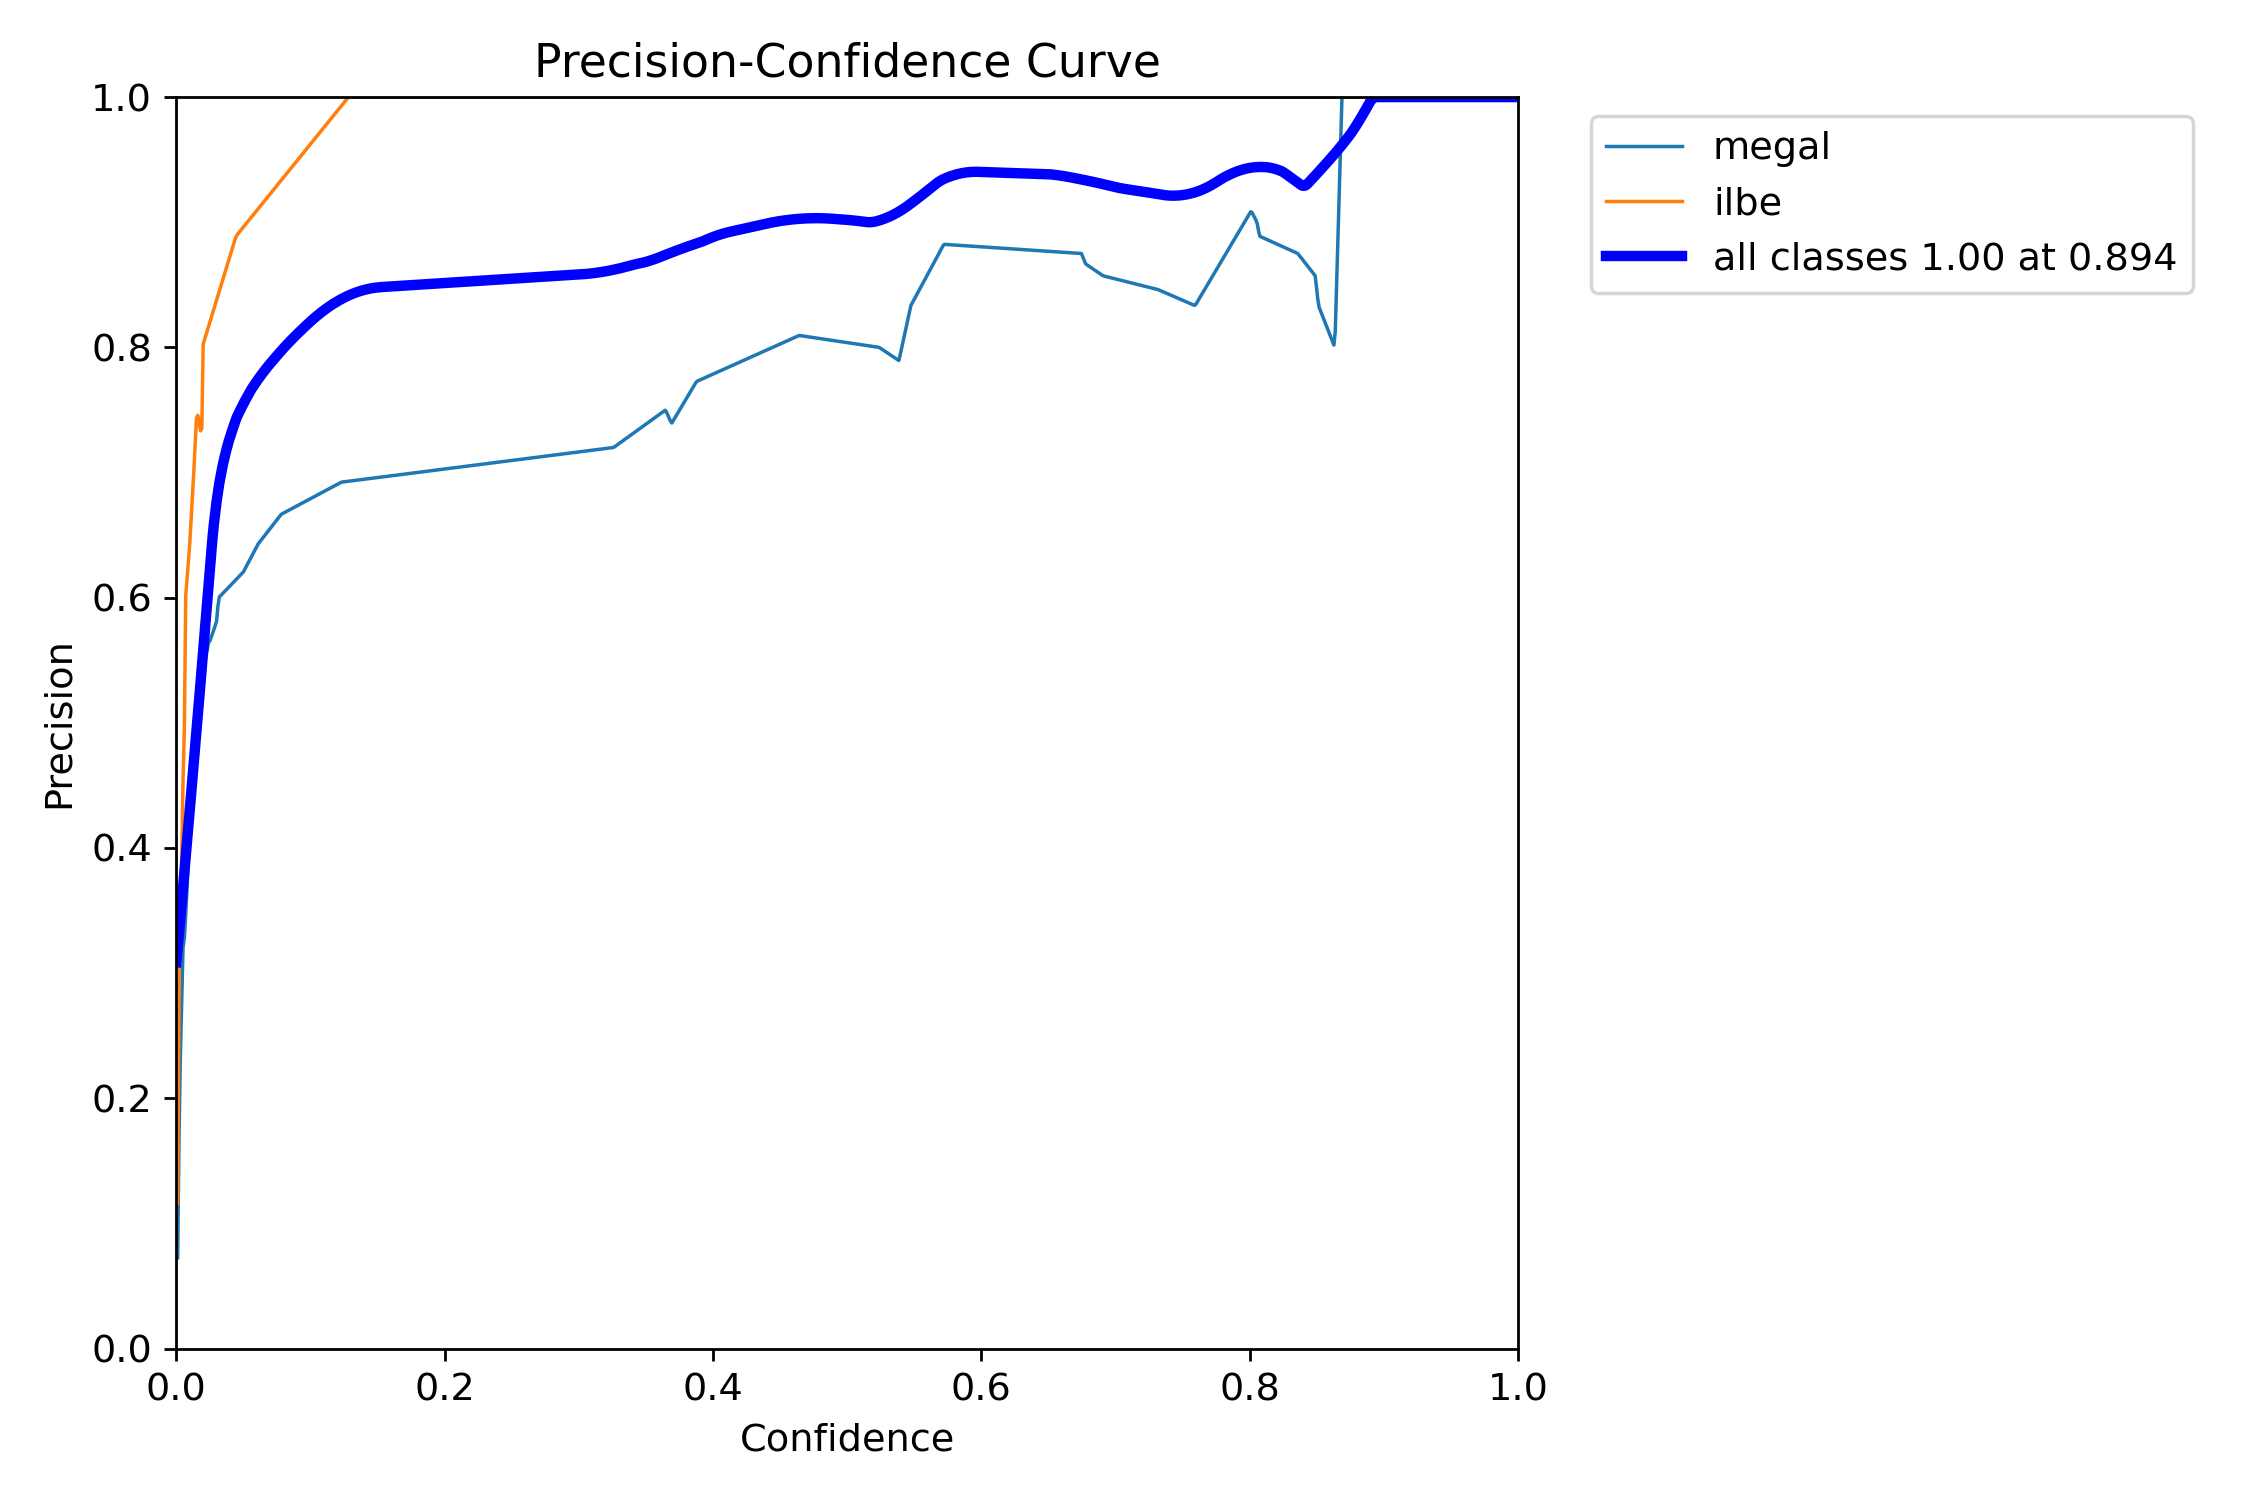 Precision-Confidence Curve
1.0
0.8
0.6
0.4
0.2
0.0
Precision
0.0 0.2 0.4 0.6 0.8 1.0
Confidence
megal
ilbe
all classes 1.00 at 0.894